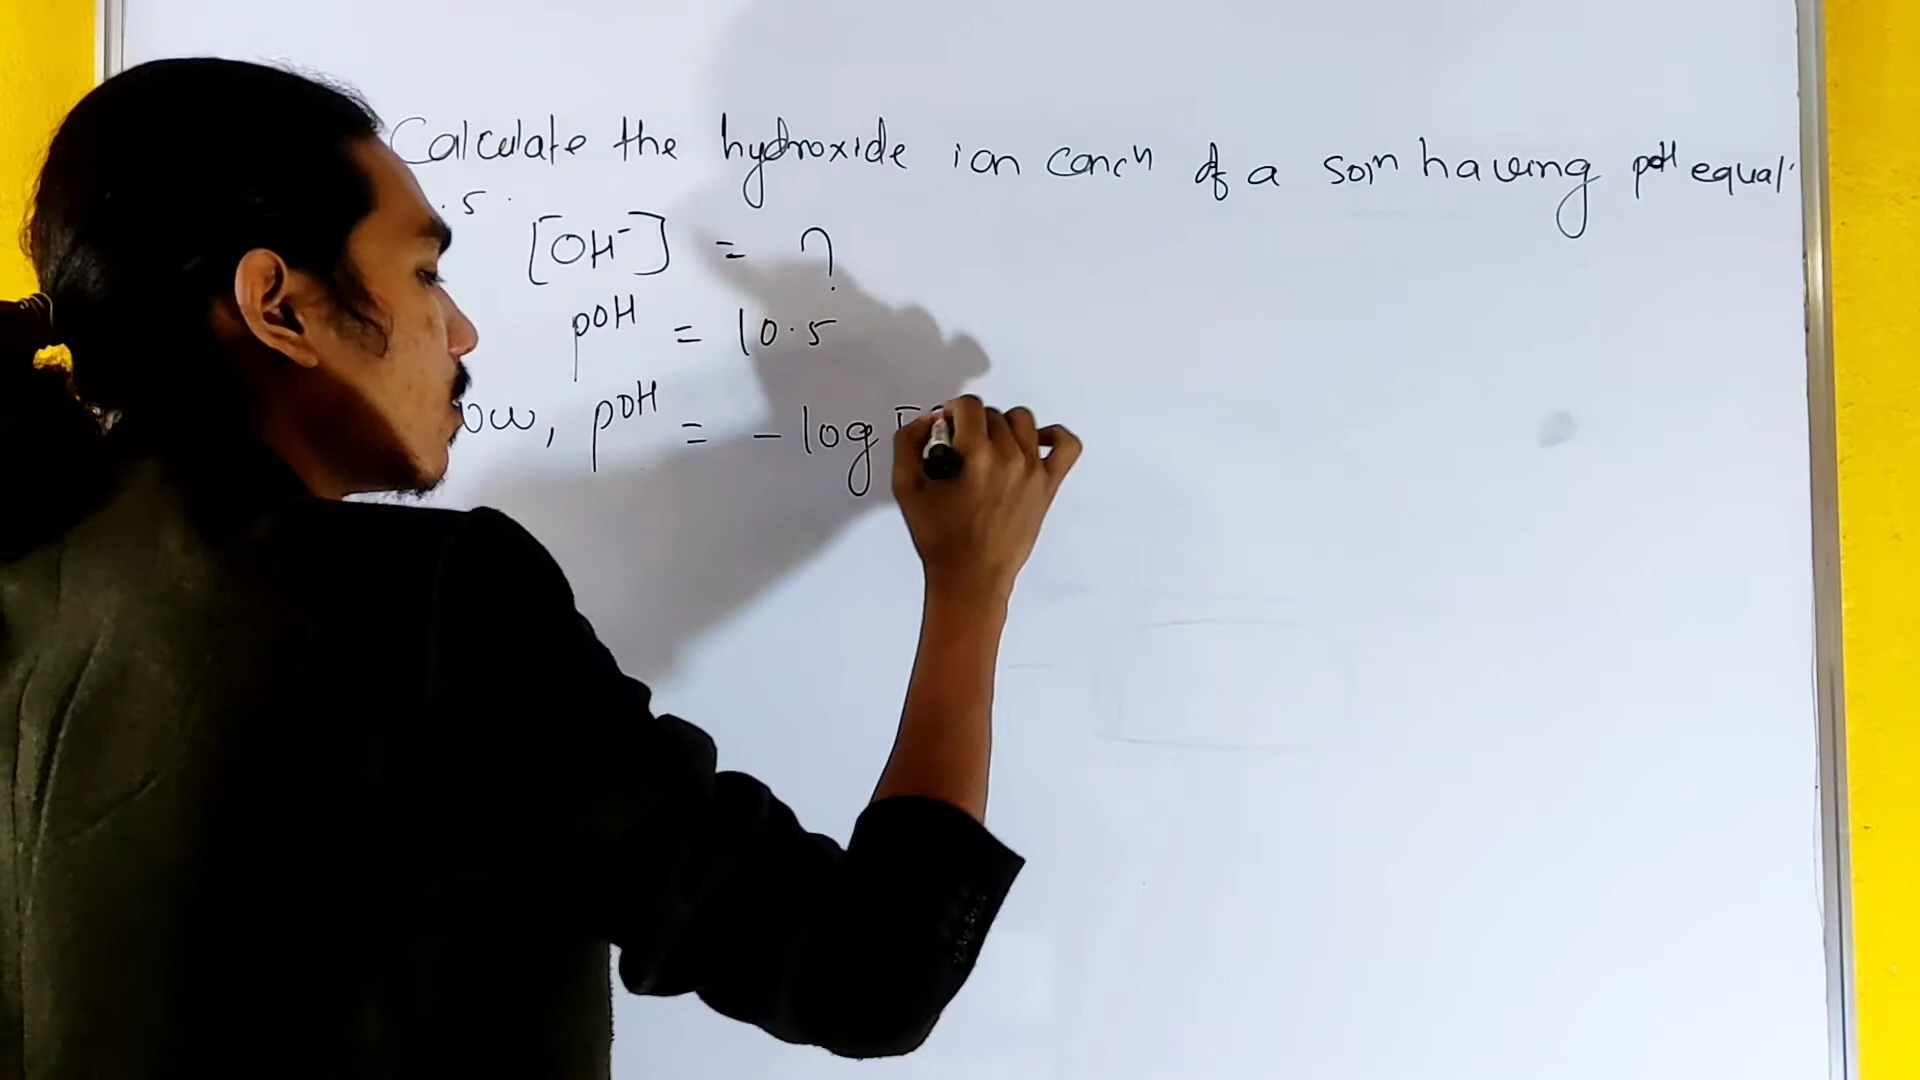 Calculate the hydroxide ion concn of a soln having pOH equal
.5.
[OH⁻] = ?
pOH = 10.5
ow, pOH = - log [